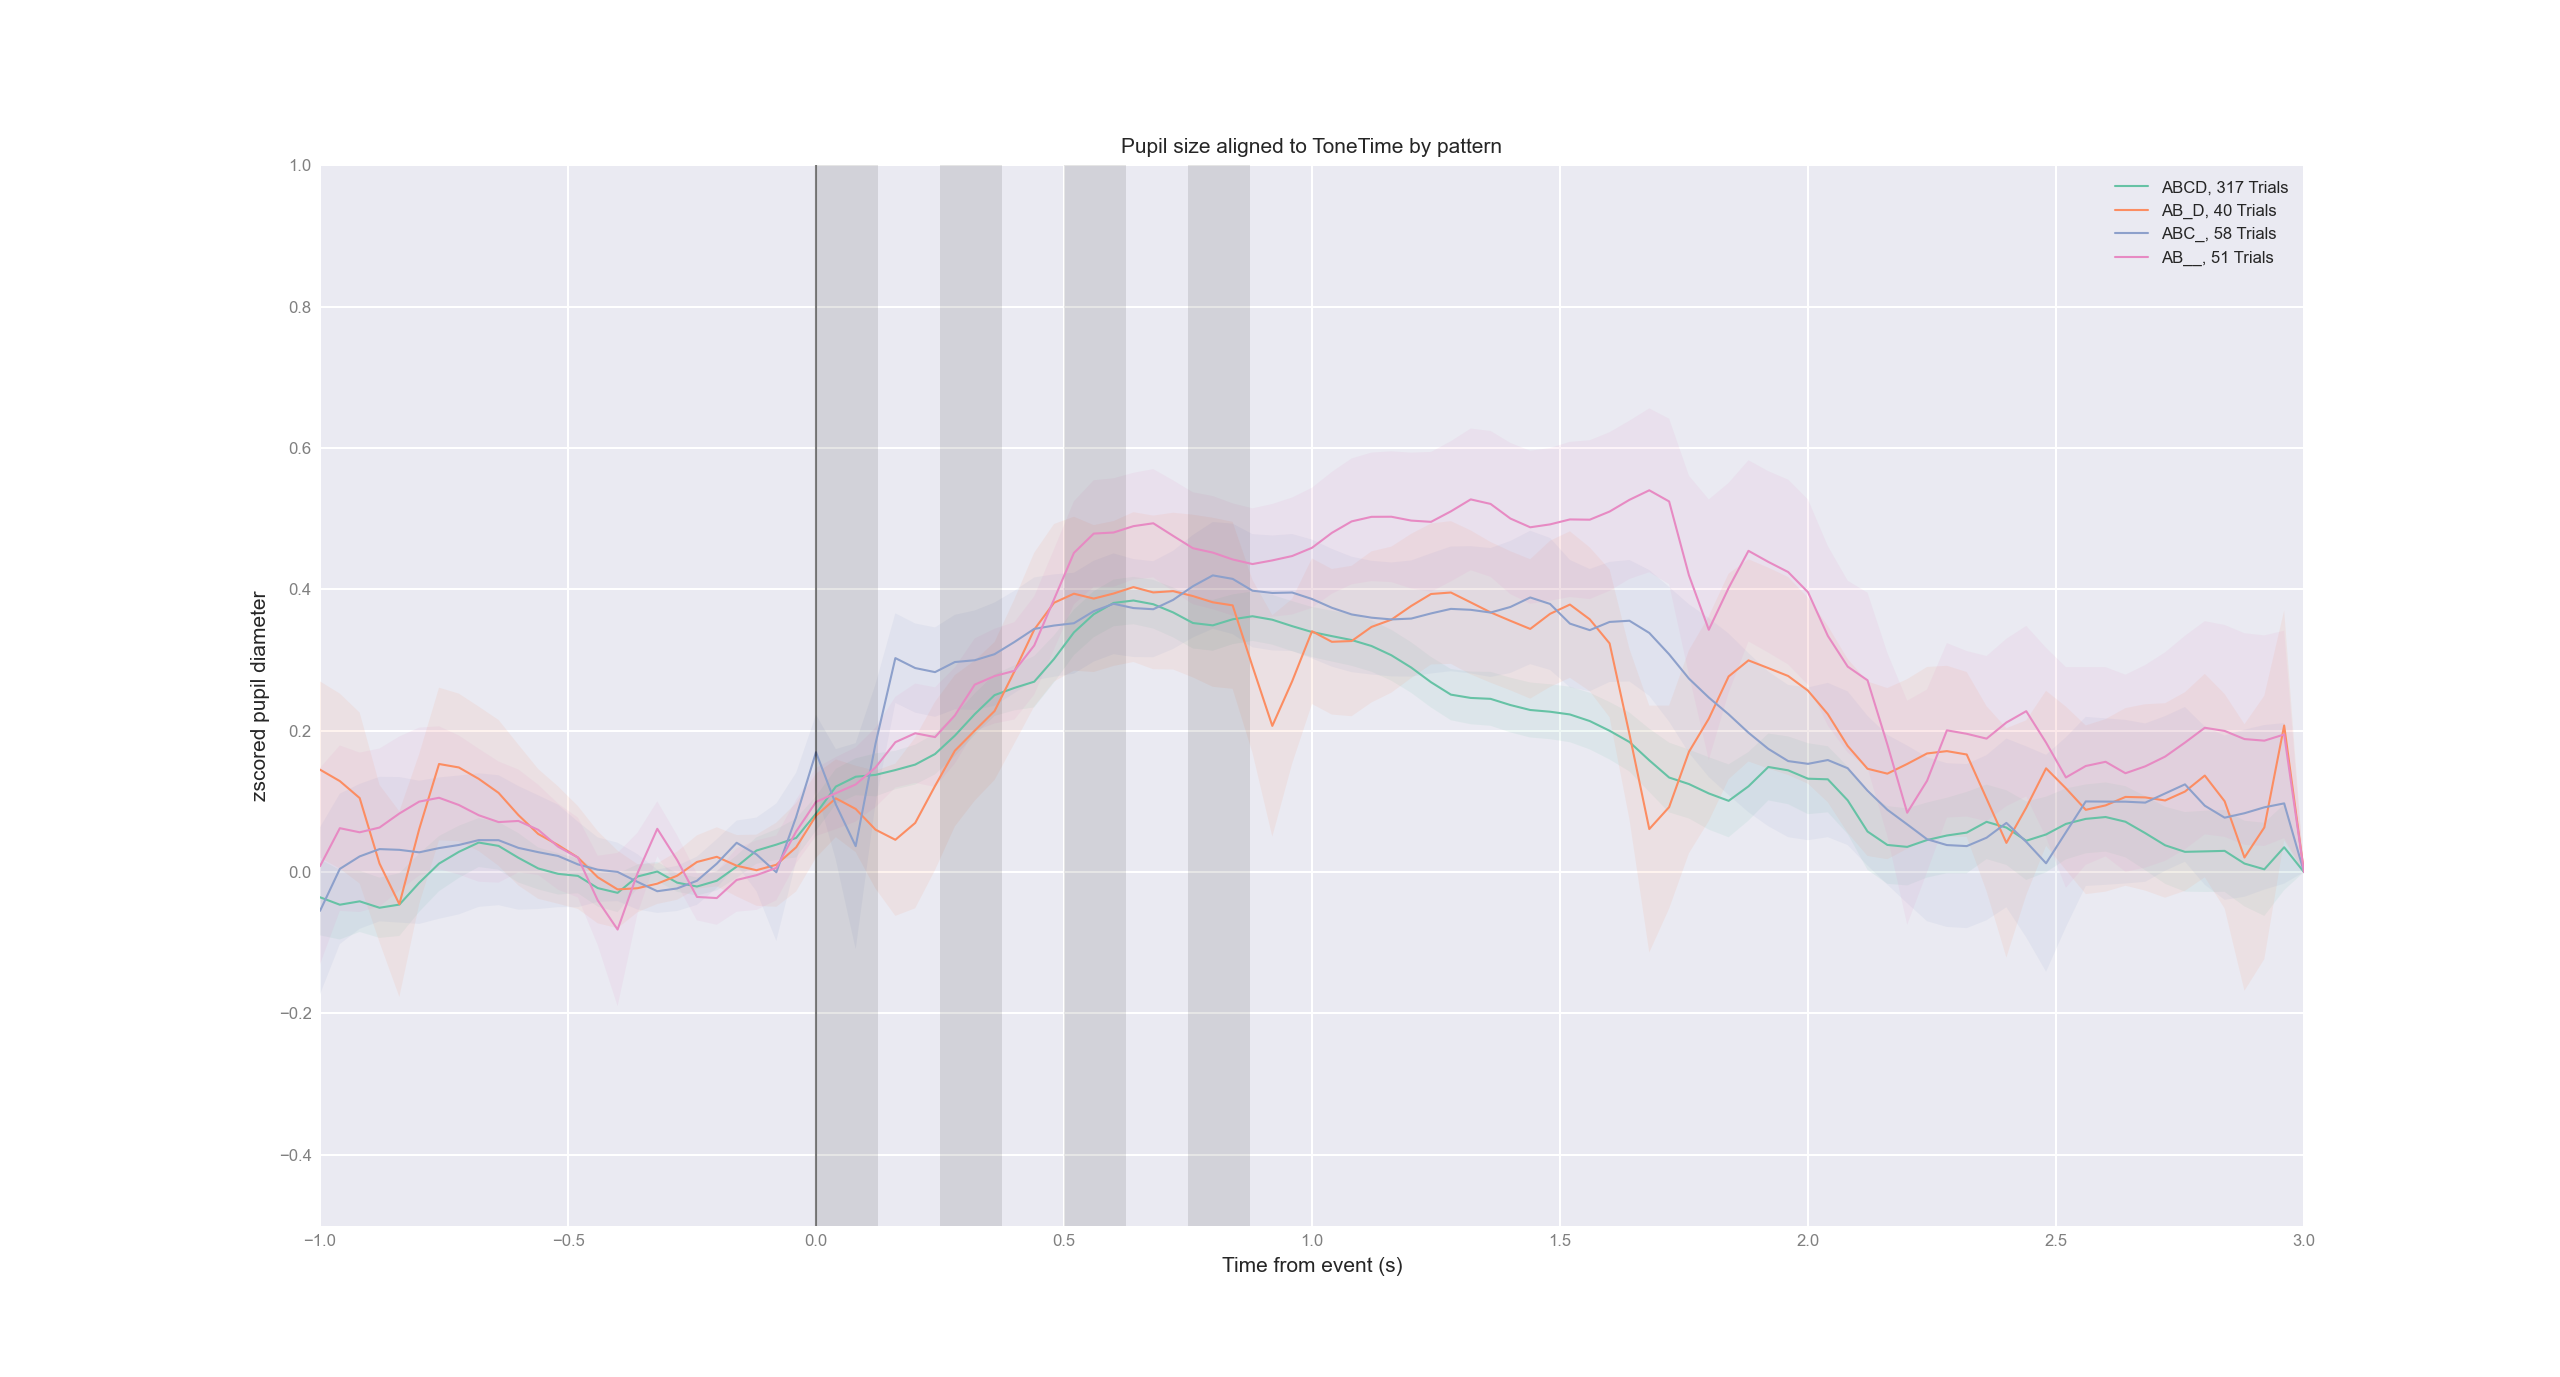 Pupil size aligned to ToneTime by pattern
1.0
0.8
0.6
0.4
0.2
0.0
−0.2
−0.4
zscored pupil diameter
ABCD, 317 Trials
AB_D, 40 Trials
ABC_, 58 Trials
AB__, 51 Trials
−1.0 −0.5 0.0 0.5 1.0 1.5 2.0 2.5 3.0
Time from event (s)